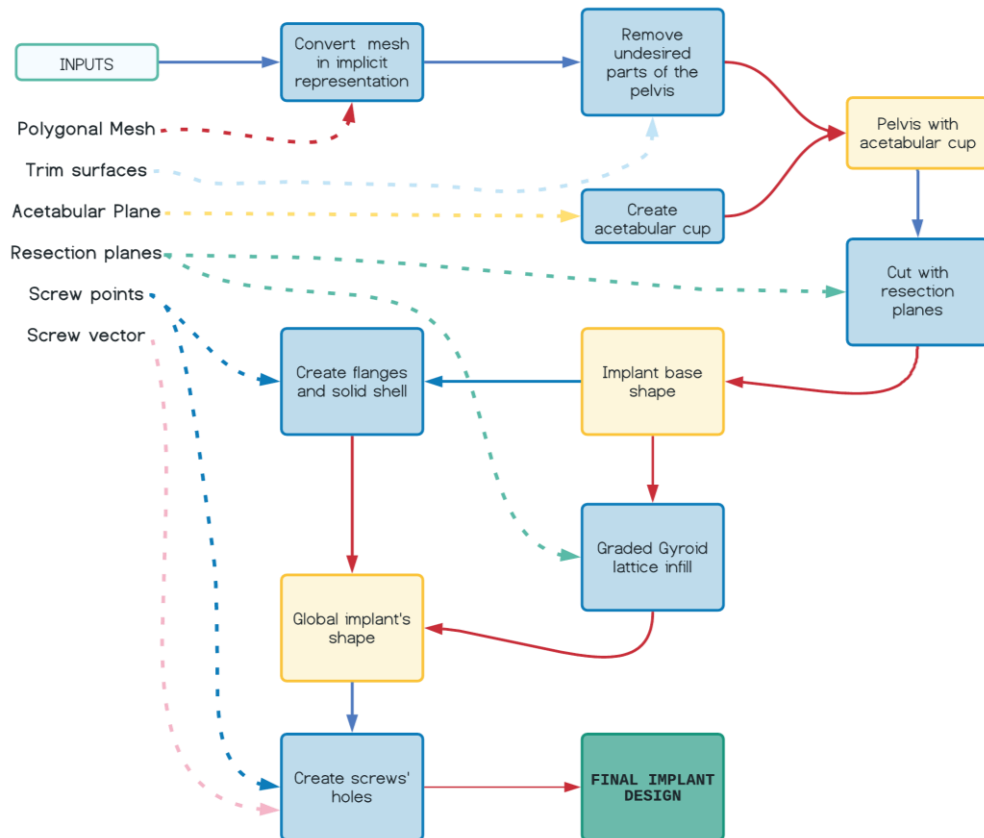 INPUTS
Convert mesh
in implicit
representation
Remove
undesired
parts of the
pelvis
Polygonal Mesh
Trim surfaces
Acetabular Plane
Resection planes
Screw points
Screw vector
Create
acetabular cup
Pelvis with
acetabular cup
Cut with
resection
planes
Create flanges
and solid shell
Implant base
shape
Graded Gyroid
lattice infill
Global implant's
shape
Create screws'
holes
FINAL IMPLANT
DESIGN